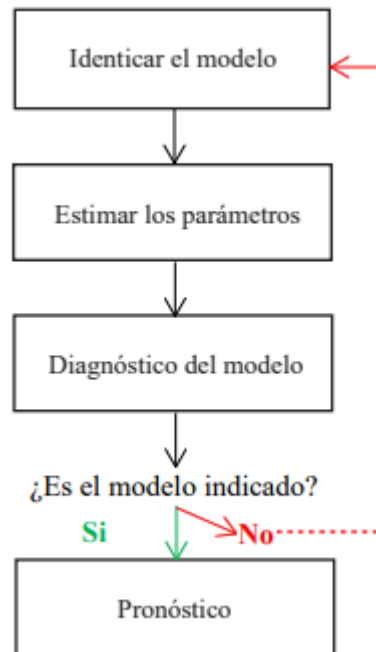 Identicar el modelo
Estimar los parámetros
Diagnóstico del modelo
¿Es el modelo indicado?
Si
No
Pronóstico